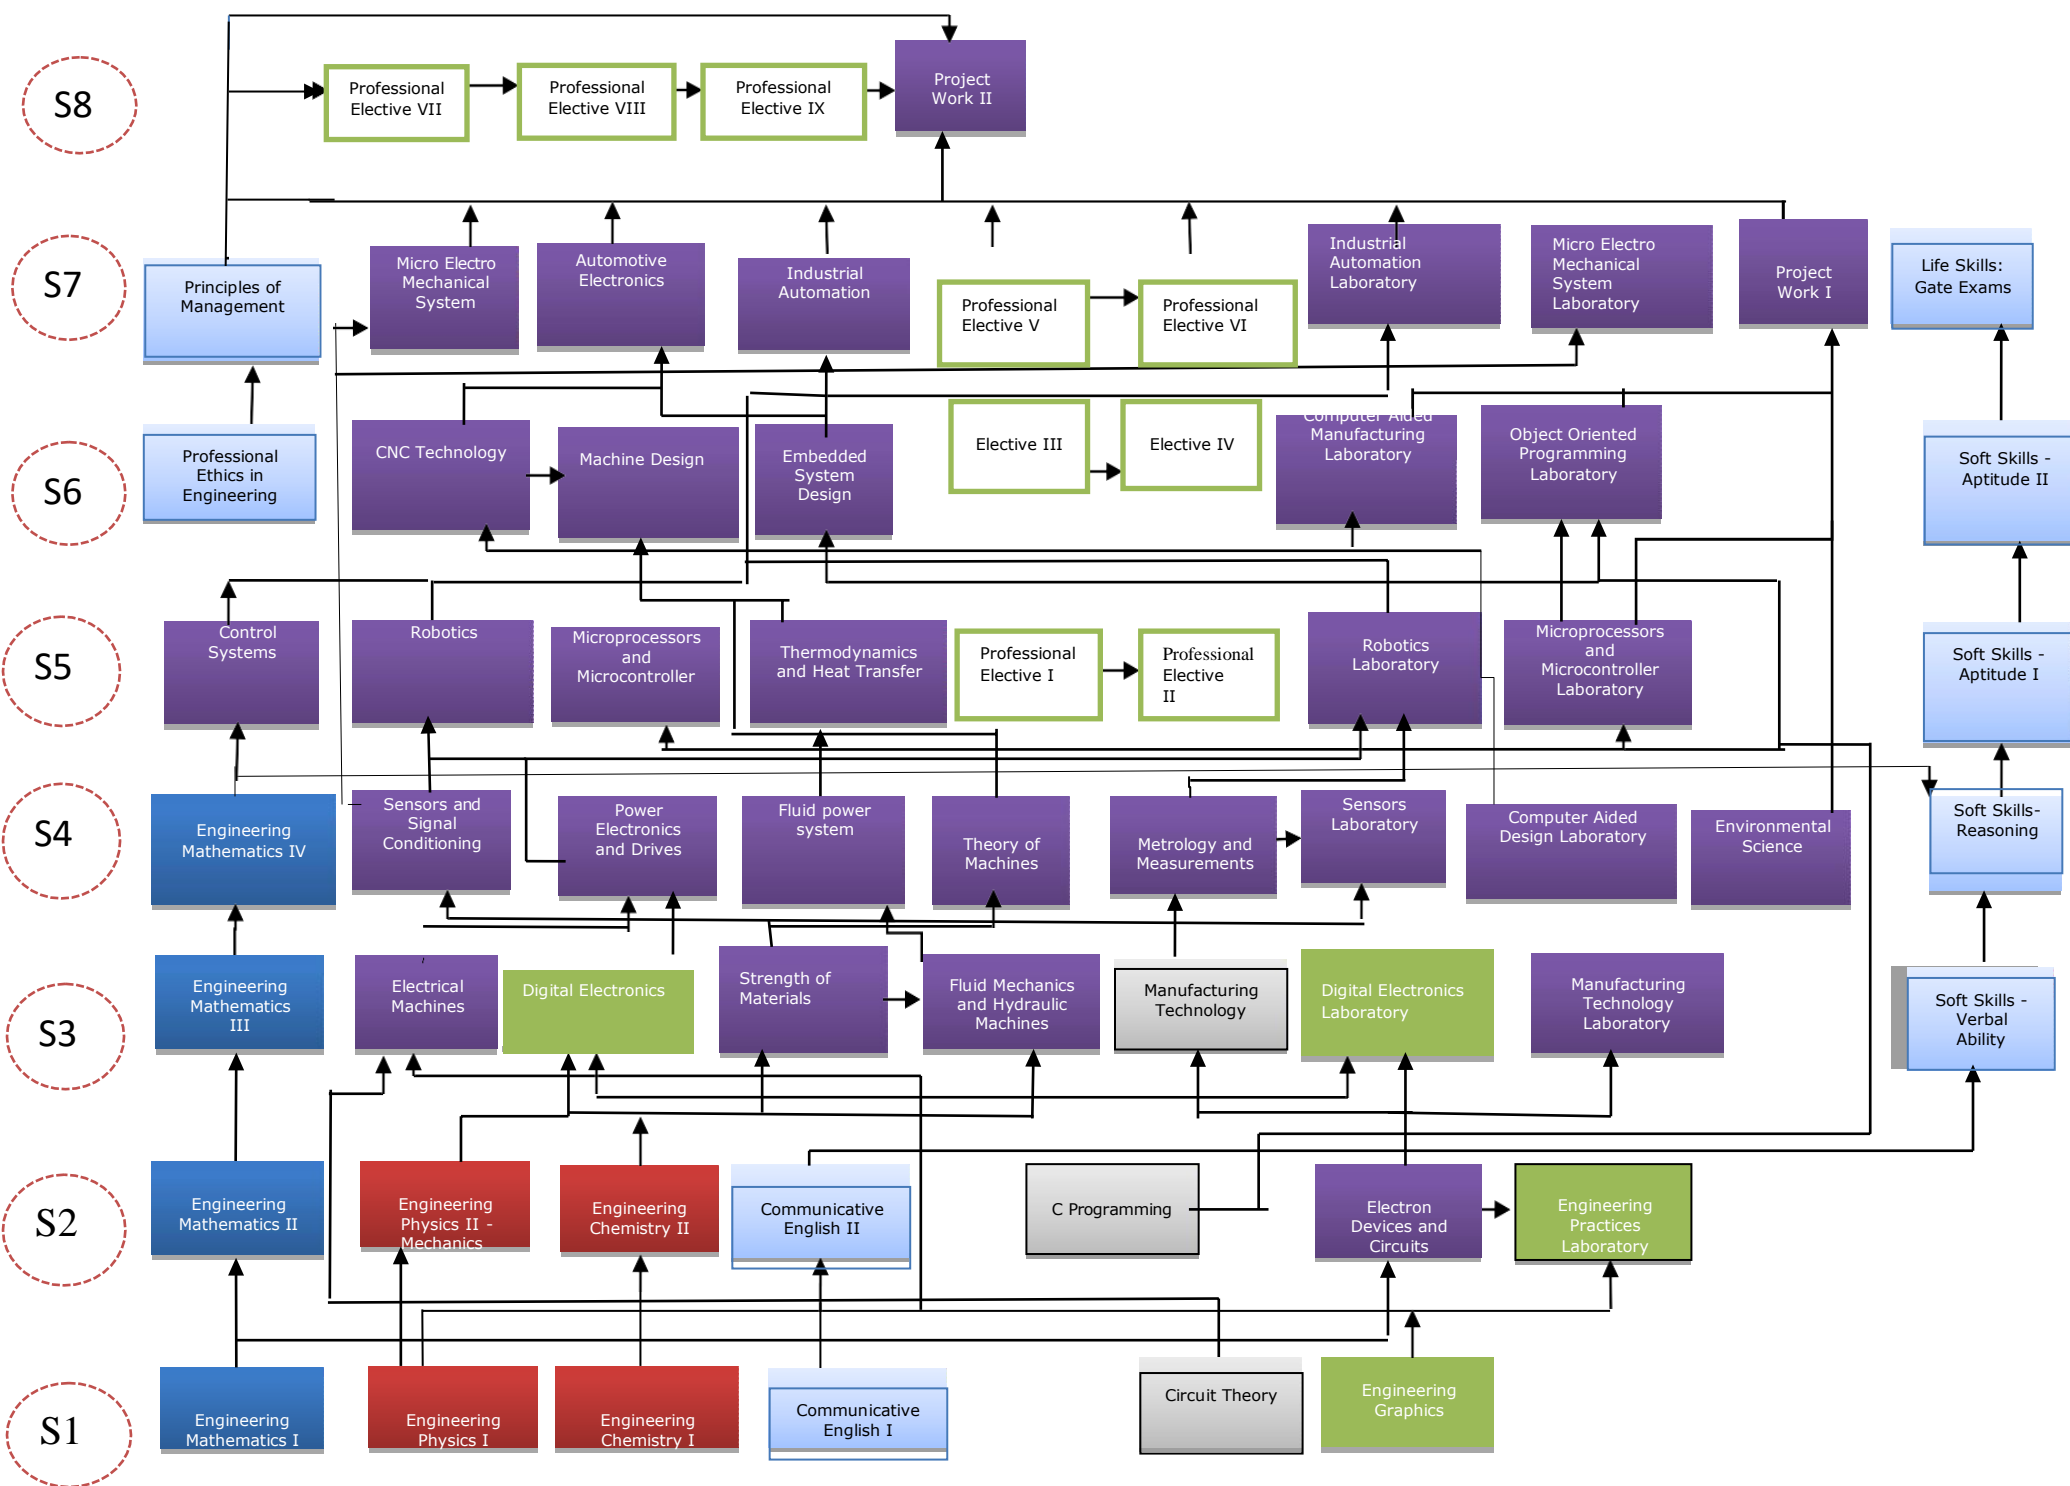 S8
Professional
Elective VII
Professional
Elective VIII
Professional
Elective IX
Project
Work II
S7
Principles of
Management
Micro Electro
Mechanical
System
Automotive
Electronics
Industrial
Automation
Professional
Elective V
Professional
Elective VI
Industrial
Automation
Laboratory
Micro Electro
Mechanical
System
Laboratory
Project
Work I
Life Skills:
Gate Exams
S6
Professional
Ethics in
Engineering
CNC Technology
Machine Design
Embedded
System
Design
Elective III
Elective IV
Computer Aided
Manufacturing
Laboratory
Object Oriented
Programming
Laboratory
Soft Skills -
Aptitude II
S5
Control
Systems
Robotics
Microprocessors
and
Microcontroller
Thermodynamics
and Heat Transfer
Professional
Elective I
Professional
Elective
II
Robotics
Laboratory
Microprocessors
and
Microcontroller
Laboratory
Soft Skills -
Aptitude I
S4
Engineering
Mathematics IV
Sensors and
Signal
Conditioning
Power
Electronics
and Drives
Fluid power
system
Theory of
Machines
Metrology and
Measurements
Sensors
Laboratory
Computer Aided
Design Laboratory
Environmental
Science
Soft Skills-
Reasoning
S3
Engineering
Mathematics
III
Electrical
Machines
Digital Electronics
Strength of
Materials
Fluid Mechanics
and Hydraulic
Machines
Manufacturing
Technology
Digital Electronics
Laboratory
Manufacturing
Technology
Laboratory
Soft Skills -
Verbal
Ability
S2
Engineering
Mathematics II
Engineering
Physics II -
Mechanics
Engineering
Chemistry II
Communicative
English II
C Programming
Electron
Devices and
Circuits
Engineering
Practices
Laboratory
S1
Engineering
Mathematics I
Engineering
Physics I
Engineering
Chemistry I
Communicative
English I
Circuit Theory
Engineering
Graphics